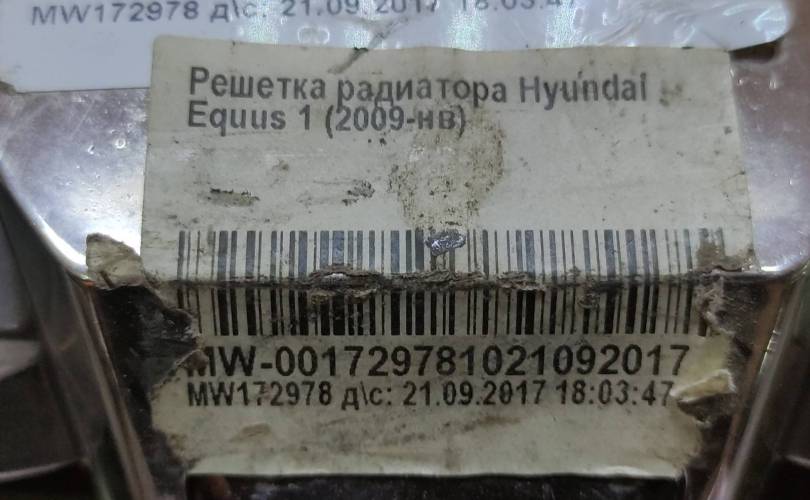 MW172978 д\с: 21.09.2017 18:03:47
Решетка радиатора Hyundai
Equus 1 (2009-нв)
MW-001729781021092017
MW172978 д\с: 21.09.2017 18:03:47